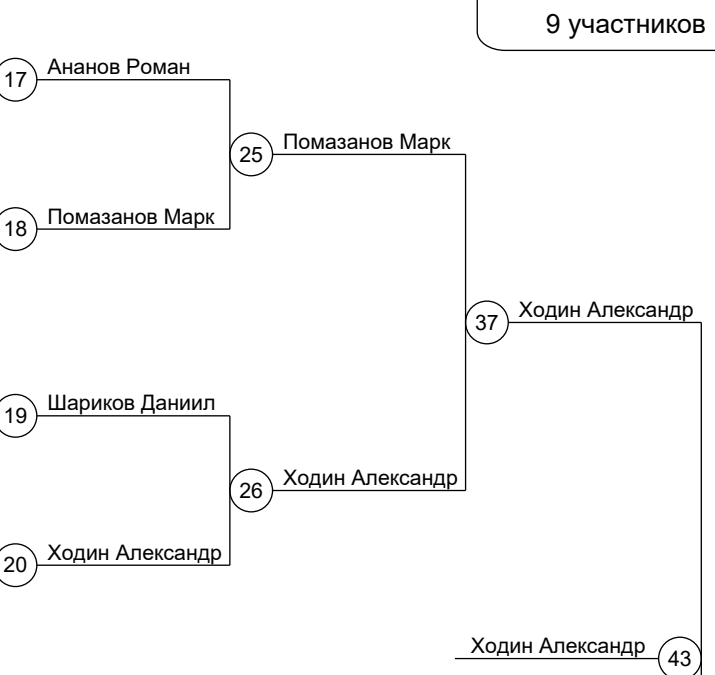 9 участников
17 Ананов Роман
25 Помазанов Марк
18 Помазанов Марк
37 Ходин Александр
19 Шариков Даниил
26 Ходин Александр
20 Ходин Александр
Ходин Александр 43